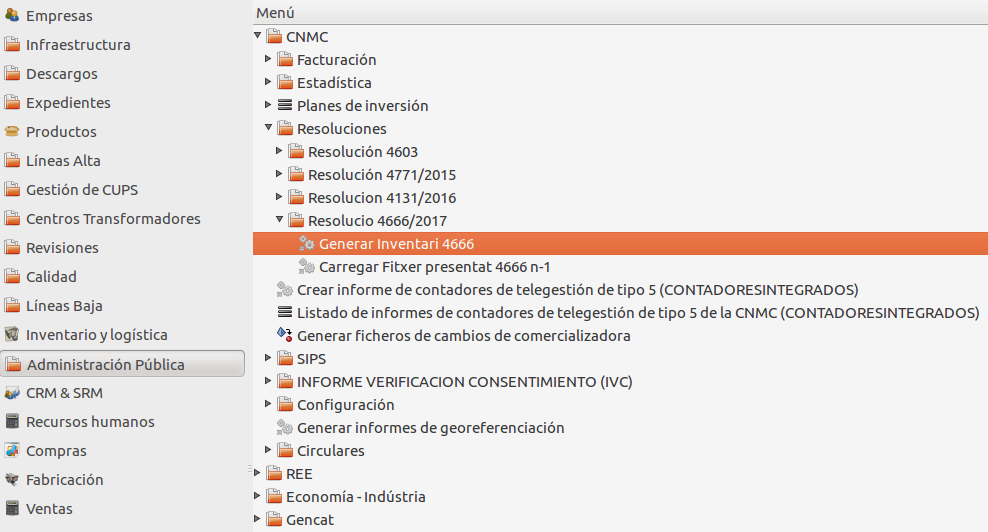 Empresas
Infraestructura
Descargos
Expedientes
Productos
Líneas Alta
Gestión de CUPS
Centros Transformadores
Revisiones
Calidad
Líneas Baja
Inventario y logística
Administración Pública
CRM & SRM
Recursos humanos
Compras
Fabricación
Ventas
Menú
CNMC
Facturación
Estadística
Planes de inversión
Resoluciones
Resolución 4603
Resolución 4771/2015
Resolucion 4131/2016
Resolucio 4666/2017
Generar Inventari 4666
Carregar Fitxer presentat 4666 n-1
Crear informe de contadores de telegestión de tipo 5 (CONTADORESINTEGRADOS)
Listado de informes de contadores de telegestión de tipo 5 de la CNMC (CONTADORESINTEGRADOS)
Generar ficheros de cambios de comercializadora
SIPS
INFORME VERIFICACION CONSENTIMIENTO (IVC)
Configuración
Generar informes de georeferenciación
Circulares
REE
Economía - Indústria
Gencat